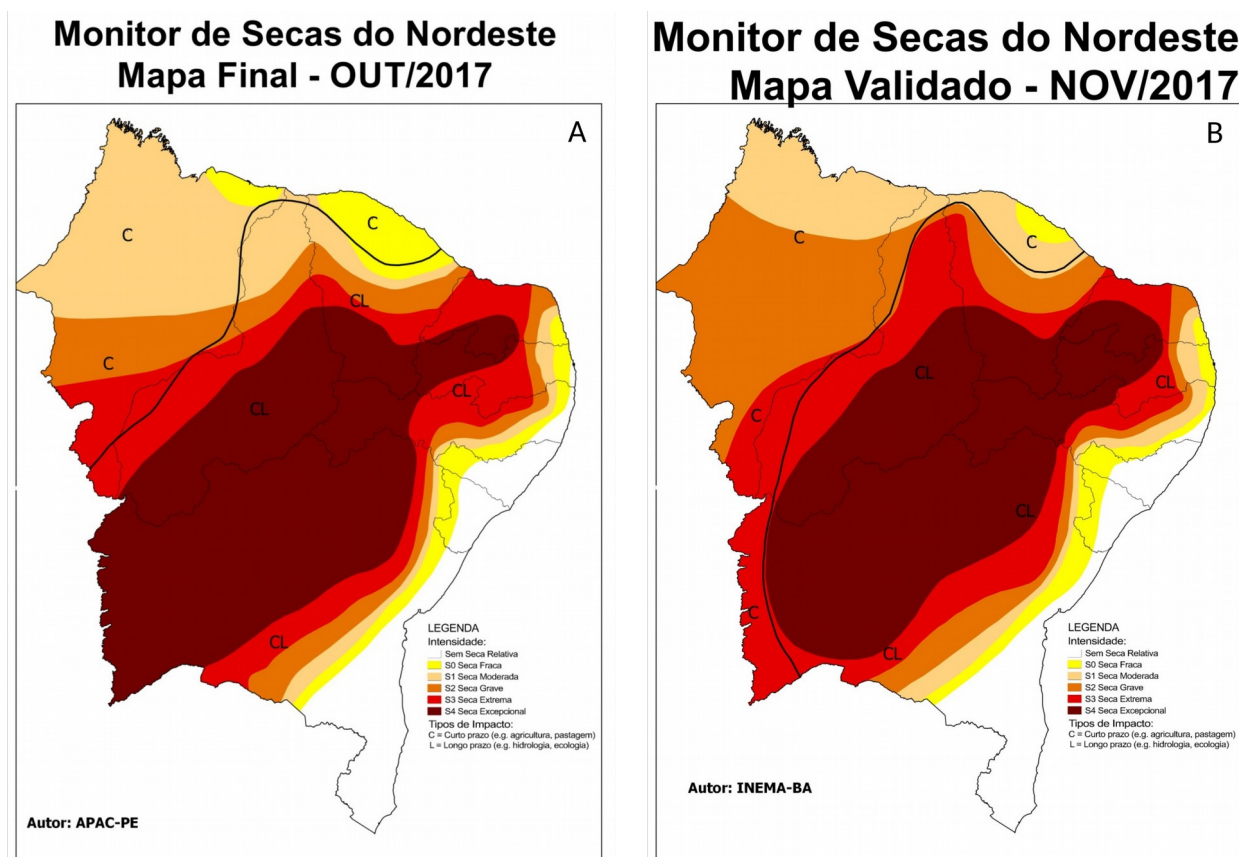 Monitor de Secas do Nordeste
Mapa Final - OUT/2017
A
C
C
CL
C
CL
CL
CL
LEGENDA
Intensidade:
Sem Seca Relativa
S0 Seca Fraca
S1 Seca Moderada
S2 Seca Grave
S3 Seca Extrema
S4 Seca Excepcional
Tipos de Impacto:
C = Curto prazo (e.g. agricultura, pastagem)
L = Longo prazo (e.g. hidrologia, ecologia)
Autor: APAC-PE
Monitor de Secas do Nordeste
Mapa Validado - NOV/2017
B
C
C
CL
CL
C
CL
C
CL
LEGENDA
Intensidade:
Sem Seca Relativa
S0 Seca Fraca
S1 Seca Moderada
S2 Seca Grave
S3 Seca Extrema
S4 Seca Excepcional
Tipos de Impacto:
C = Curto prazo (e.g. agricultura, pastagem)
L = Longo prazo (e.g. hidrologia, ecologia)
Autor: INEMA-BA